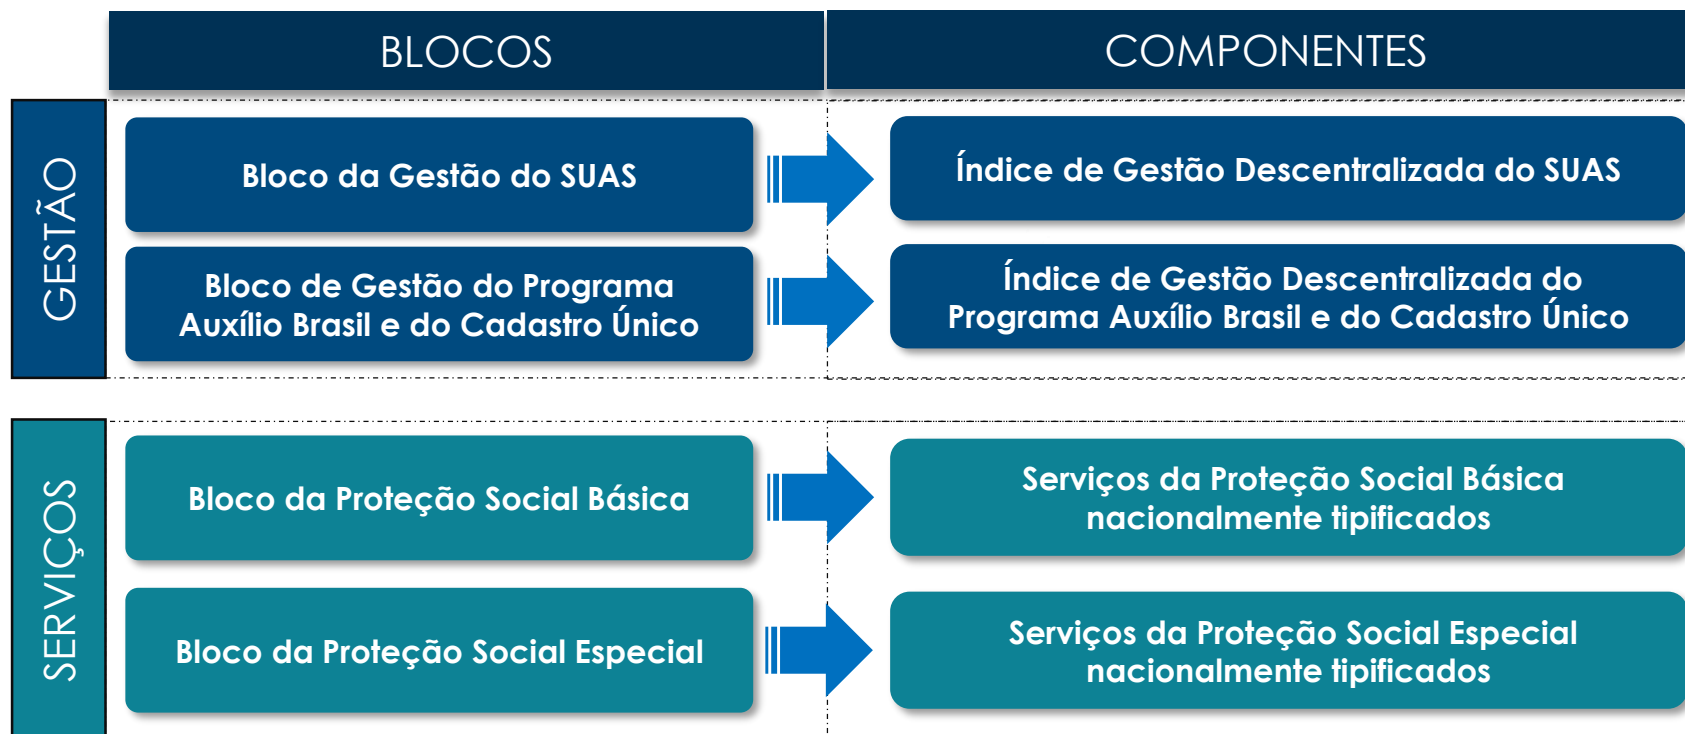 BLOCOS
COMPONENTES
GESTÃO
Bloco da Gestão do SUAS
Índice de Gestão Descentralizada do SUAS
Bloco de Gestão do Programa
Auxílio Brasil e do Cadastro Único
Índice de Gestão Descentralizada do
Programa Auxílio Brasil e do Cadastro Único
SERVIÇOS
Bloco da Proteção Social Básica
Serviços da Proteção Social Básica
nacionalmente tipificados
Bloco da Proteção Social Especial
Serviços da Proteção Social Especial
nacionalmente tipificados